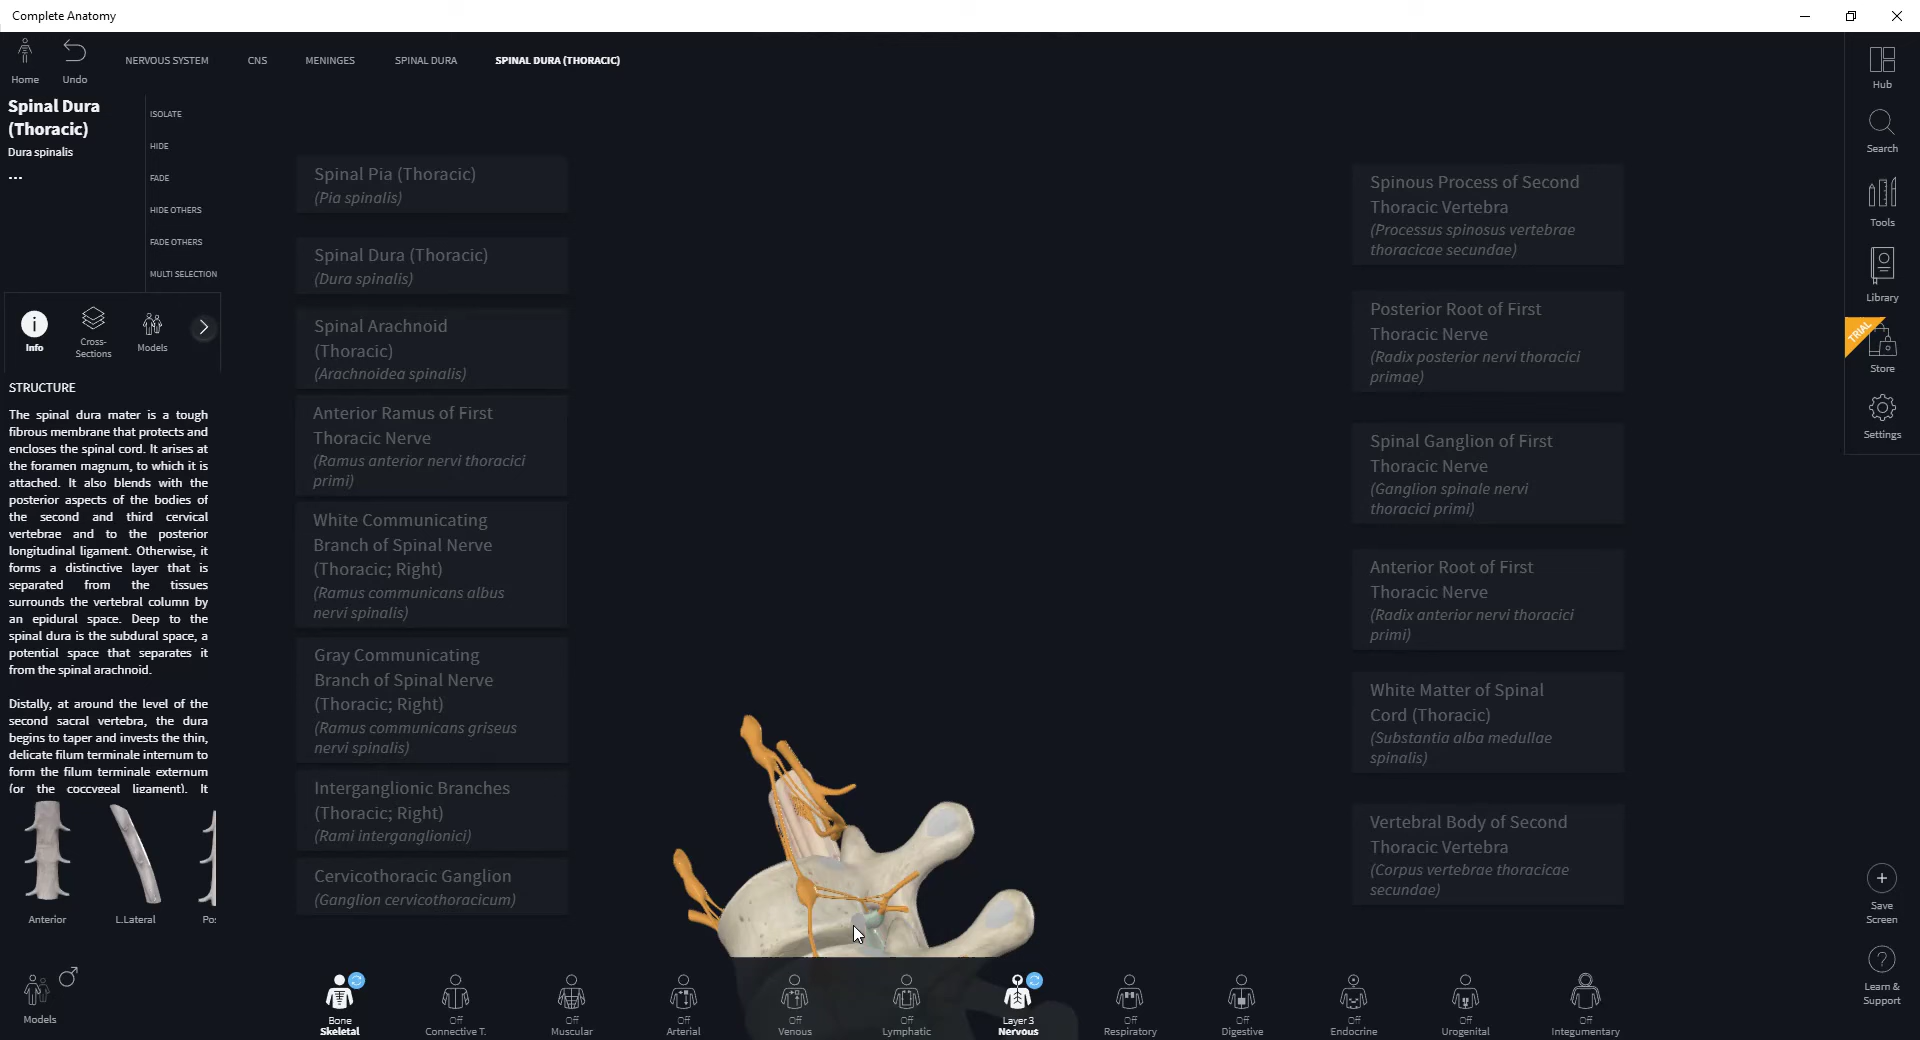 Complete Anatomy
Home
Undo
NERVOUS SYSTEM
CNS
MENINGES
SPINAL DURA
SPINAL DURA (THORACIC)
Spinal Dura
(Thoracic)
Dura spinalis
...
ISOLATE
HIDE
FADE
HIDE OTHERS
FADE OTHERS
MULTI SELECTION
Info
Cross-
Sections
Models
STRUCTURE
The spinal dura mater is a tough
fibrous membrane that protects and
encloses the spinal cord. It arises at
the foramen magnum, to which it is
attached. It also blends with the
posterior aspects of the bodies of
the second and third cervical
vertebrae and to the posterior
longitudinal ligament. Otherwise, it
forms a distinctive layer that is
separated from the tissues
surrounds the vertebral column by
an epidural space. Deep to the
spinal dura is the subdural space, a
potential space that separates it
from the spinal arachnoid.
Distally, at around the level of the
second sacral vertebra, the dura
begins to taper and invests the thin,
delicate filum terminale internum to
form the filum terminale externum
(or the coccygeal ligament). It
Anterior
L.Lateral
Pos
Models
Spinal Pia (Thoracic)
(Pia spinalis)
Spinal Dura (Thoracic)
(Dura spinalis)
Spinal Arachnoid
(Thoracic)
(Arachnoidea spinalis)
Anterior Ramus of First
Thoracic Nerve
(Ramus anterior nervi thoracici
primi)
White Communicating
Branch of Spinal Nerve
(Thoracic; Right)
(Ramus communicans albus
nervi spinalis)
Gray Communicating
Branch of Spinal Nerve
(Thoracic; Right)
(Ramus communicans griseus
nervi spinalis)
Interganglionic Branches
(Thoracic; Right)
(Rami interganglionici)
Cervicothoracic Ganglion
(Ganglion cervicothoracicum)
Spinous Process of Second
Thoracic Vertebra
(Processus spinosus vertebrae
thoracicae secundae)
Posterior Root of First
Thoracic Nerve
(Radix posterior nervi thoracici
primae)
Spinal Ganglion of First
Thoracic Nerve
(Ganglion spinale nervi
thoracici primi)
Anterior Root of First
Thoracic Nerve
(Radix anterior nervi thoracici
primi)
White Matter of Spinal
Cord (Thoracic)
(Substantia alba medullae
spinalis)
Vertebral Body of Second
Thoracic Vertebra
(Corpus vertebrae thoracicae
secundae)
Hub
Search
Tools
Library
TRIAL
Store
Settings
Save
Screen
Learn &
Support
Bone
Skeletal
Off
Connective T.
Off
Muscular
Off
Arterial
Off
Venous
Off
Lymphatic
Layer 3
Nervous
Off
Respiratory
Off
Digestive
Off
Endocrine
Off
Urogenital
Off
Integumentary